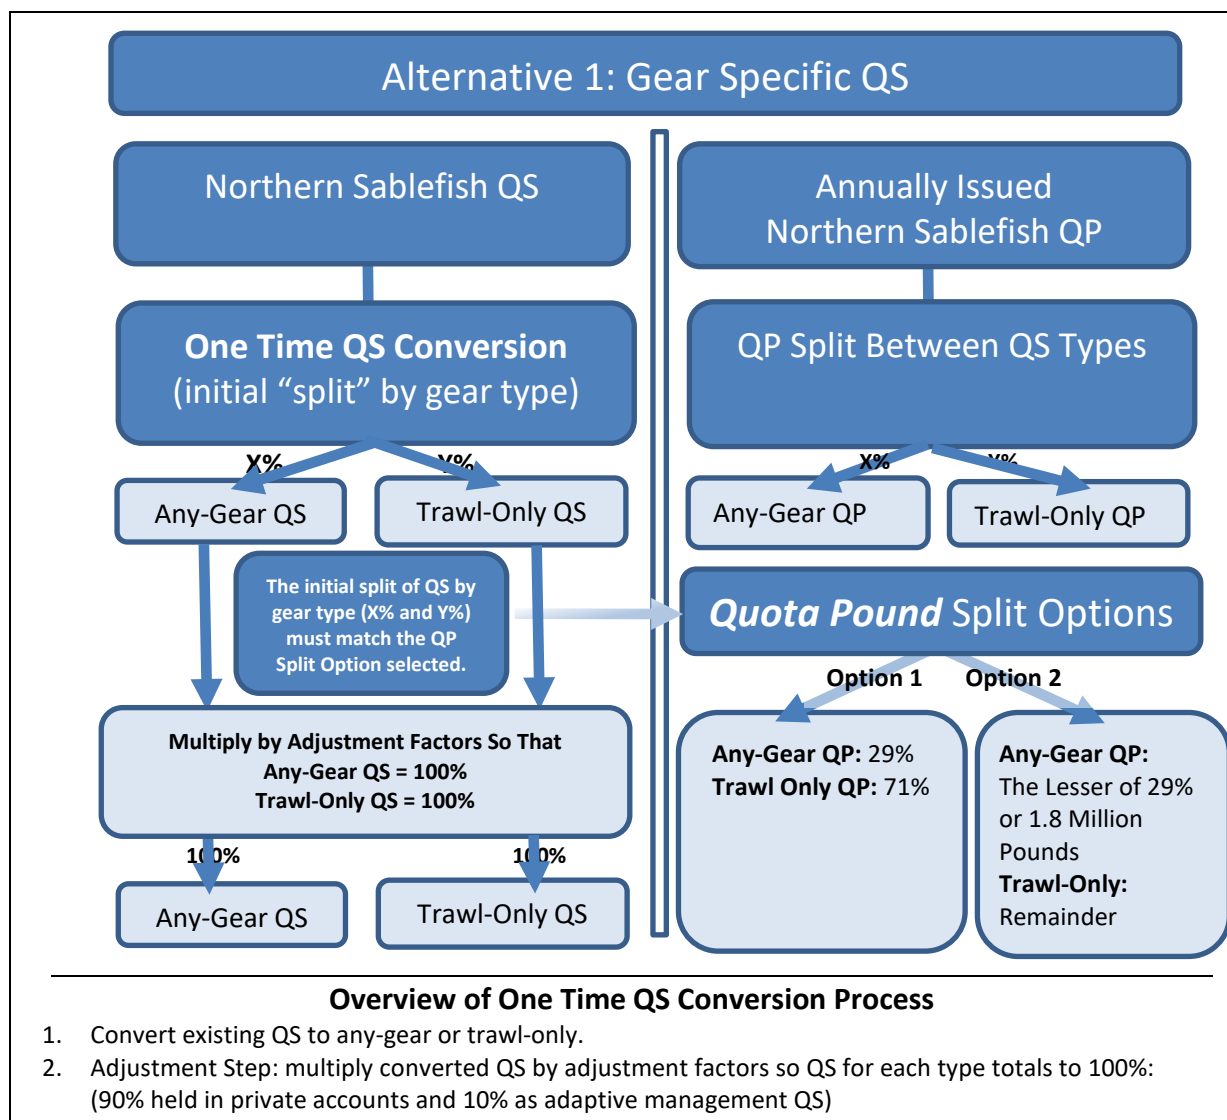 Alternative 1: Gear Specific QS
Northern Sablefish QS
One Time QS Conversion
(initial “split” by gear type)
X%
Y%
Any-Gear QS
Trawl-Only QS
The initial split of QS by
gear type (X% and Y%)
must match the QP
Split Option selected.
Multiply by Adjustment Factors So That
Any-Gear QS = 100%
Trawl-Only QS = 100%
100%
100%
Any-Gear QS
Trawl-Only QS
Annually Issued
Northern Sablefish QP
QP Split Between QS Types
X%
Y%
Any-Gear QP
Trawl-Only QP
Quota Pound Split Options
Option 1
Option 2
Any-Gear QP: 29%
Trawl Only QP: 71%
Any-Gear QP:
The Lesser of 29%
or 1.8 Million
Pounds
Trawl-Only:
Remainder
Overview of One Time QS Conversion Process
1. Convert existing QS to any-gear or trawl-only.
2. Adjustment Step: multiply converted QS by adjustment factors so QS for each type totals to 100%:
(90% held in private accounts and 10% as adaptive management QS)